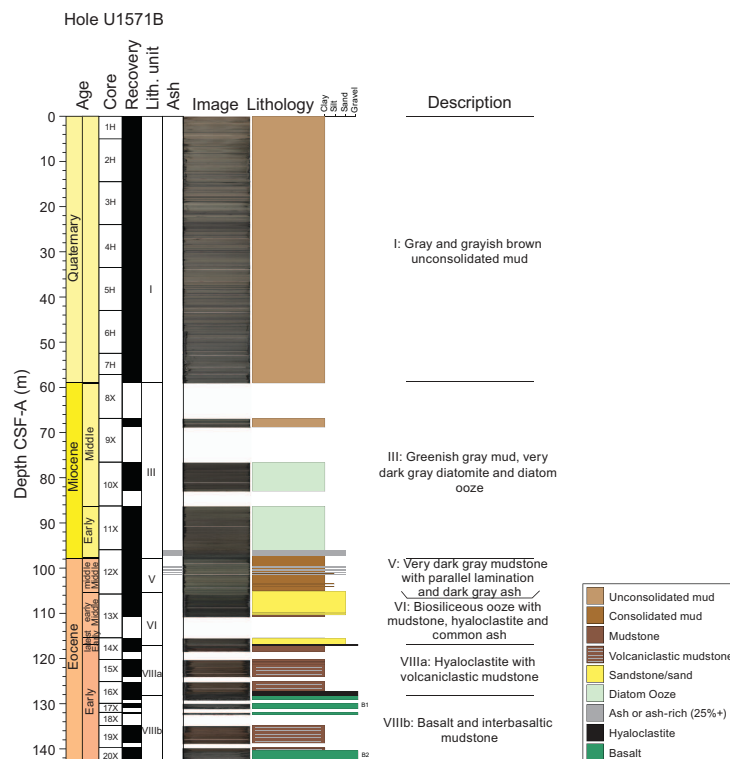 Hole U1571B
Age
Core
Recovery
Lith. unit
Ash
Image
Lithology
Clay
Silt
Sand
Gravel
Description
Depth CSF-A (m)
0
10
20
30
40
50
60
70
80
90
100
110
120
130
140
Quaternary
Miocene
Eocene
Middle
Early
middle
Middle
early
Middle
latest
Early
Early
1H
2H
3H
4H
5H
6H
7H
8X
9X
10X
11X
12X
13X
14X
15X
16X
17X
18X
19X
20X
I
III
V
VI
VIIIa
VIIIb
B1
B2
I: Gray and grayish brown
unconsolidated mud
III: Greenish gray mud, very
dark gray diatomite and diatom
ooze
V: Very dark gray mudstone
with parallel lamination
and dark gray ash
VI: Biosiliceous ooze with
mudstone, hyaloclastite and
common ash
VIIIa: Hyaloclastite with
volcaniclastic mudstone
VIIIb: Basalt and interbasaltic
mudstone
Unconsolidated mud
Consolidated mud
Mudstone
Volcaniclastic mudstone
Sandstone/sand
Diatom Ooze
Ash or ash-rich (25%+)
Hyaloclastite
Basalt